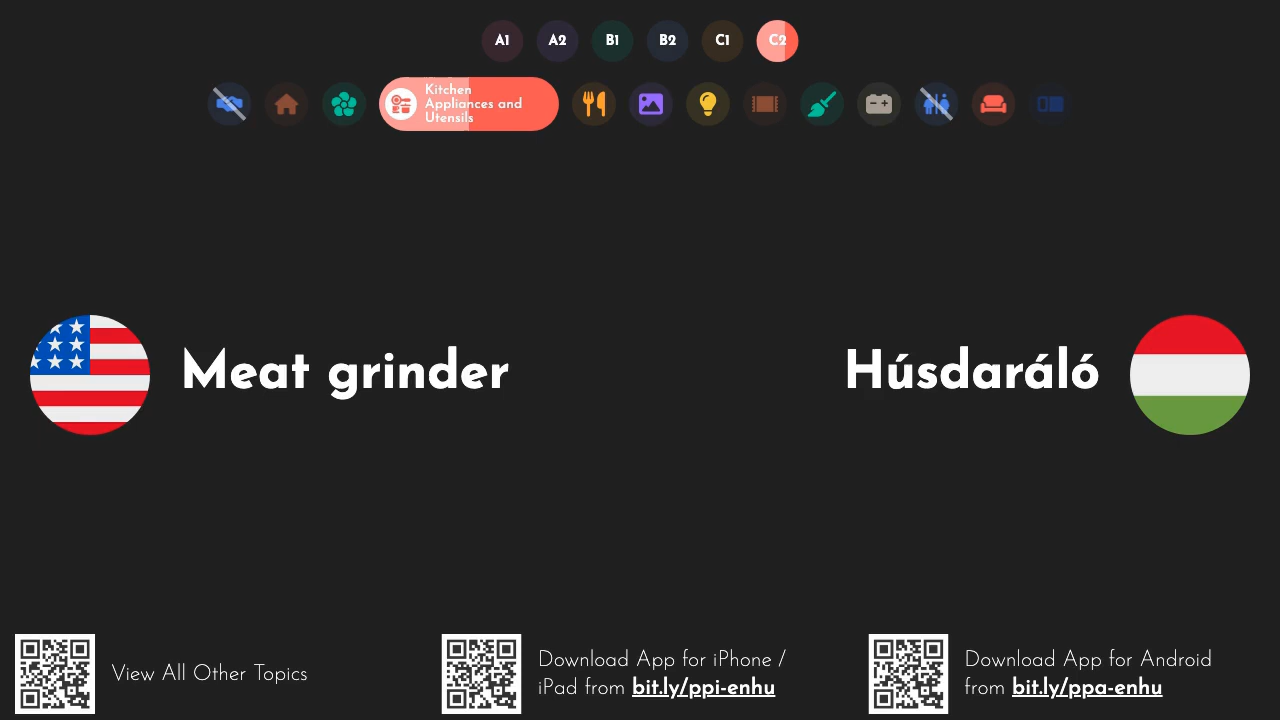 A1 A2 B1 B2 C1 C2
Kitchen
Appliances and
Utensils
Meat grinder
Húsdaráló
View All Other Topics
Download App for iPhone /
iPad from bit.ly/ppi-enhu
Download App for Android
from bit.ly/ppa-enhu